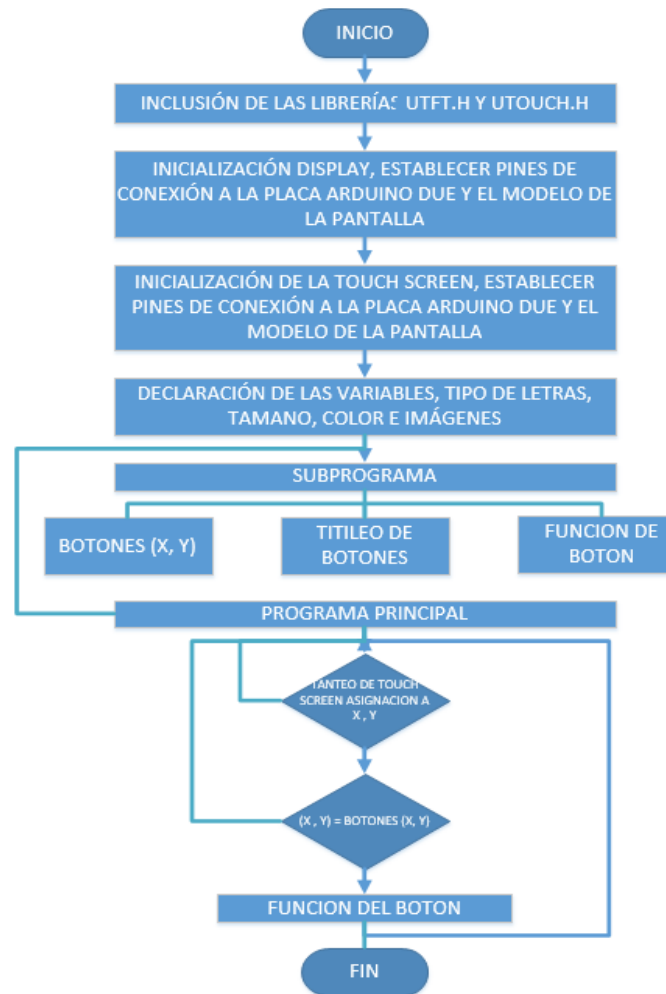 INICIO
INCLUSIÓN DE LAS LIBRERÍAS UTFT.H Y UTOUCH.H
INICIALIZACIÓN DISPLAY, ESTABLECER PINES DE
CONEXIÓN A LA PLACA ARDUINO DUE Y EL MODELO DE
LA PANTALLA
INICIALIZACIÓN DE LA TOUCH SCREEN, ESTABLECER
PINES DE CONEXIÓN A LA PLACA ARDUINO DUE Y EL
MODELO DE LA PANTALLA
DECLARACIÓN DE LAS VARIABLES, TIPO DE LETRAS,
TAMANO, COLOR E IMÁGENES
SUBPROGRAMA
BOTONES (X, Y)
TITILEO DE
BOTONES
FUNCION DE
BOTON
PROGRAMA PRINCIPAL
TANTEO DE TOUCH
SCREEN ASIGNACION A
X , Y
(X , Y) = BOTONES (X, Y)
FUNCION DEL BOTON
FIN